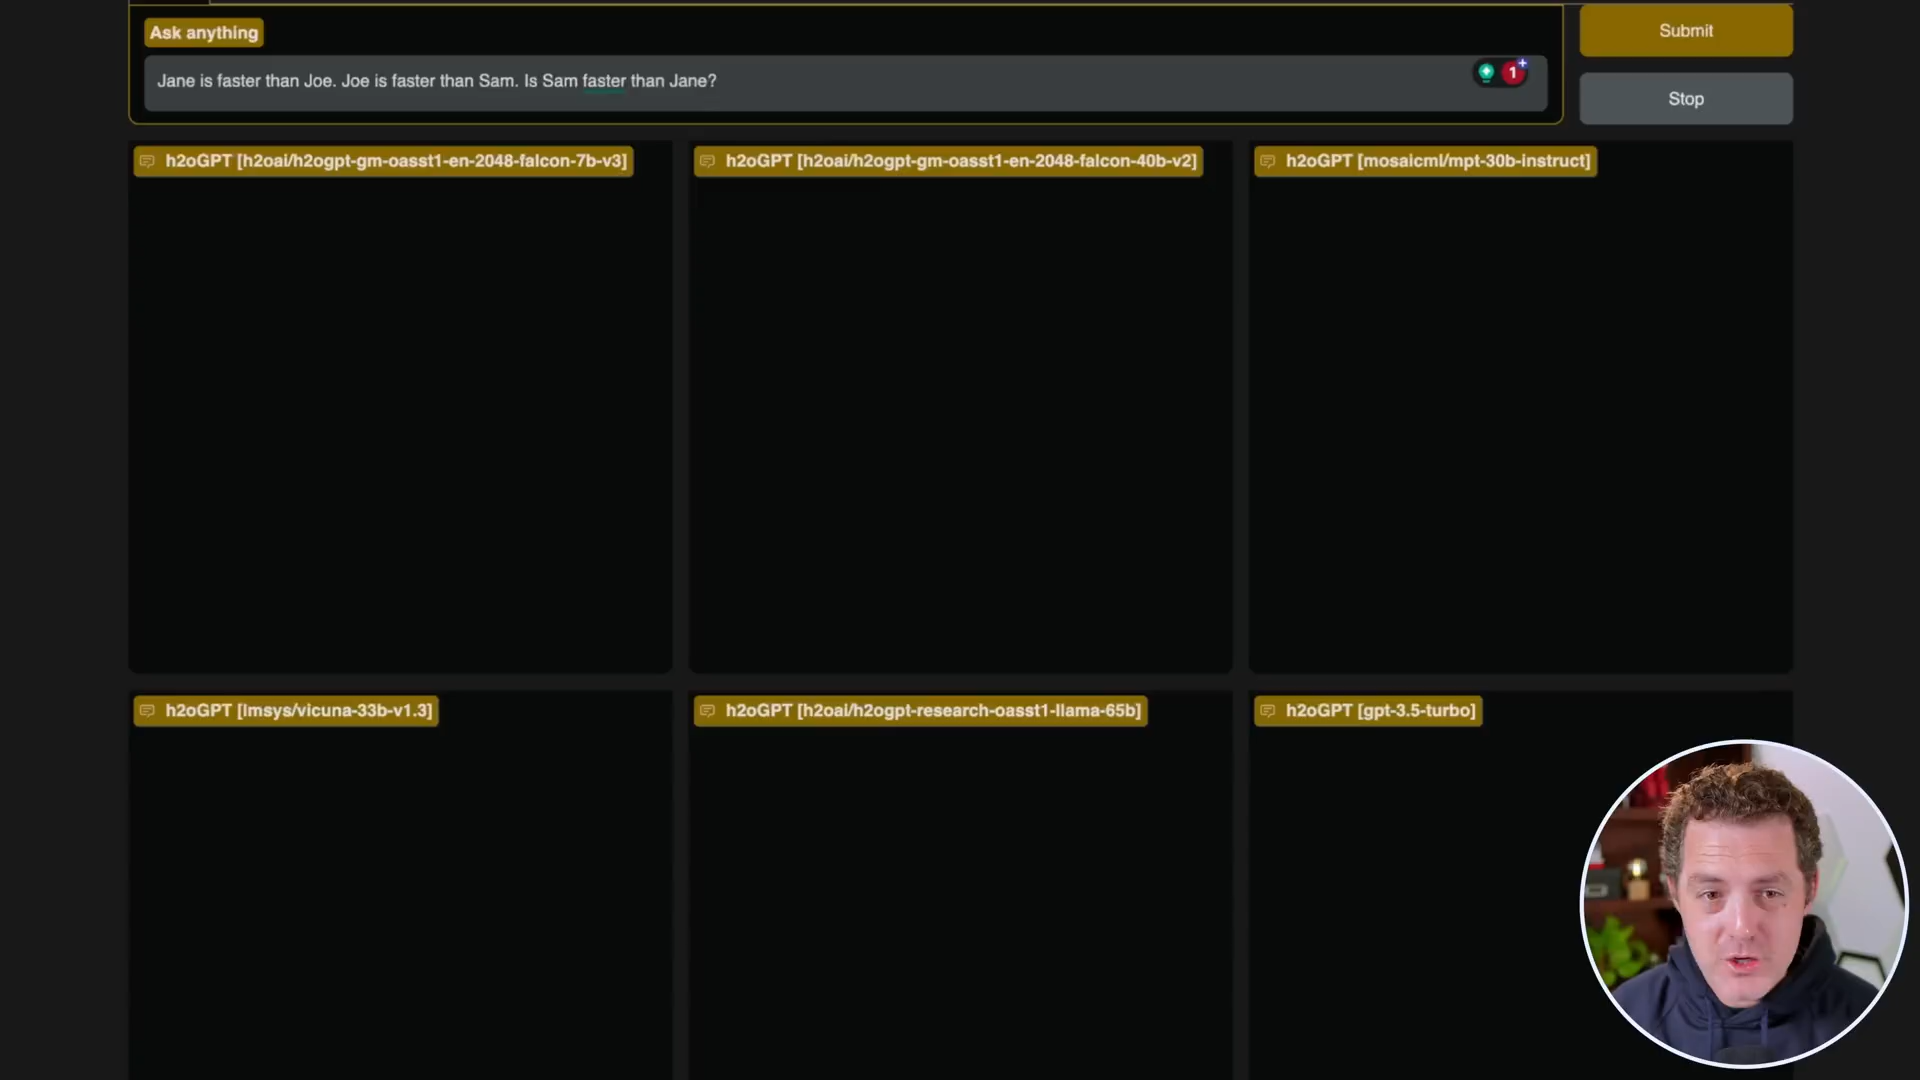 Ask anything
Submit
Jane is faster than Joe. Joe is faster than Sam. Is Sam faster than Jane?
1
Stop
h2oGPT [h2oai/h2ogpt-gm-oasst1-en-2048-falcon-7b-v3]
h2oGPT [h2oai/h2ogpt-gm-oasst1-en-2048-falcon-40b-v2]
h2oGPT [mosaicml/mpt-30b-instruct]
h2oGPT [lmsys/vicuna-33b-v1.3]
h2oGPT [h2oai/h2ogpt-research-oasst1-llama-65b]
h2oGPT [gpt-3.5-turbo]